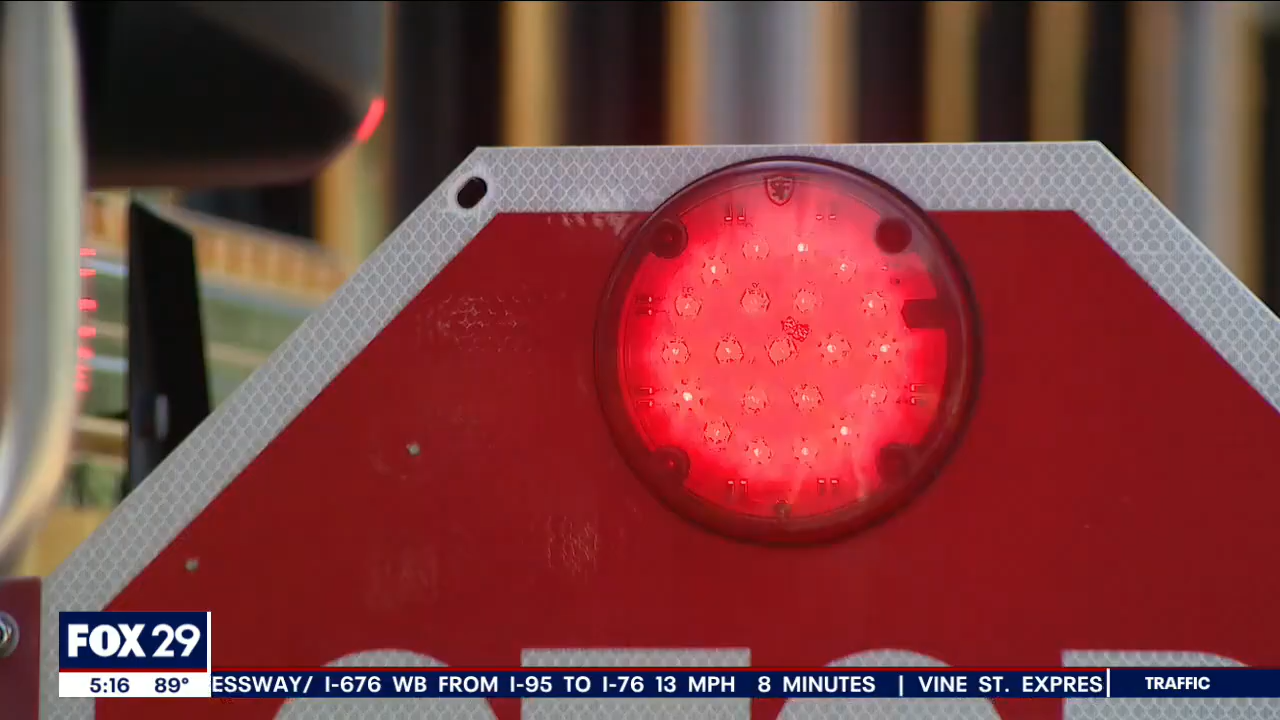 FOX 29
5:16 89° ESSWAY/ I-676 WB FROM I-95 TO I-76 13 MPH 8 MINUTES | VINE ST. EXPRES TRAFFIC